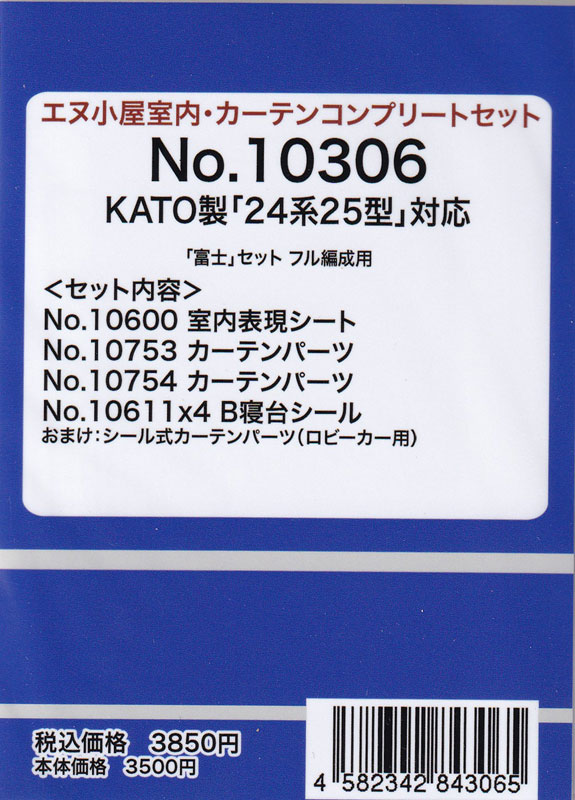 エヌ小屋室内・カーテンコンプリートセット
No.10306
KATO製「24系25型」対応
「富士」セット フル編成用
＜セット内容＞
No.10600 室内表現シート
No.10753 カーテンパーツ
No.10754 カーテンパーツ
No.10611x4 B寝台シール
おまけ：シール式カーテンパーツ（ロビーカー用）
税込価格 3850円
本体価格 3500円
4 582342 843065